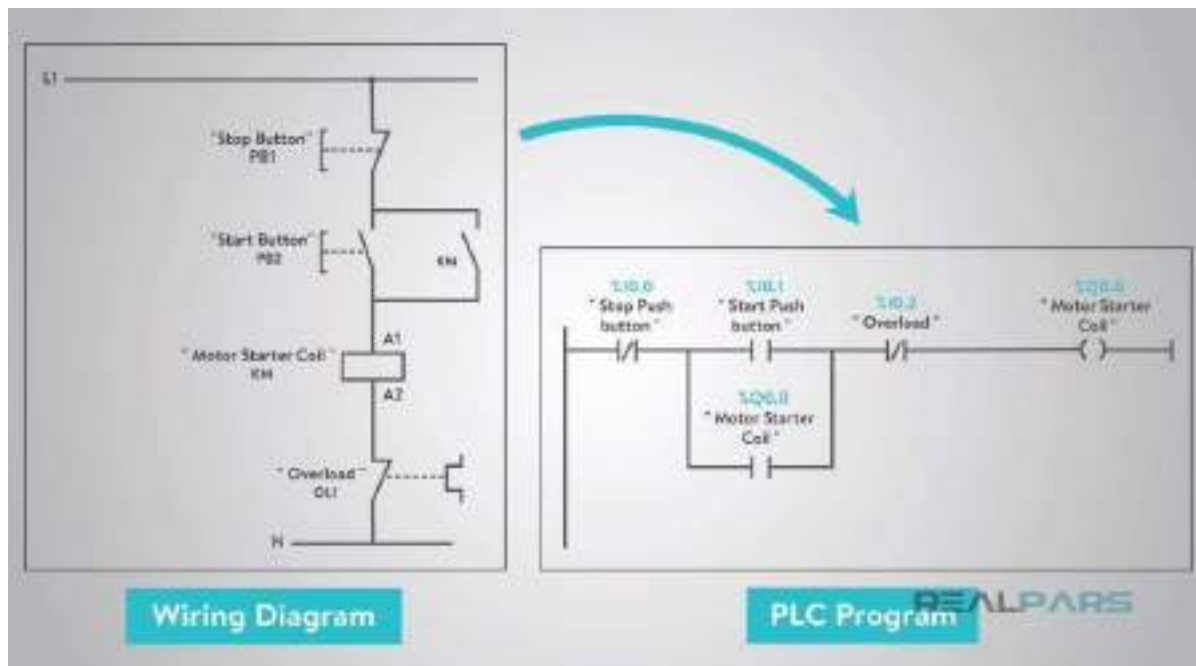 L1
"Stop Button"
PB1
"Start Button"
PB2
KM
A1
"Motor Starter Coil"
KM
A2
"Overload"
OL1
N
Wiring Diagram
%I0.0
"Stop Push
button"
%I0.1
"Start Push
button"
%I0.2
"Overload"
%Q0.0
"Motor Starter
Coil"
%Q0.0
"Motor Starter
Coil"
PLC Program
REALPARS